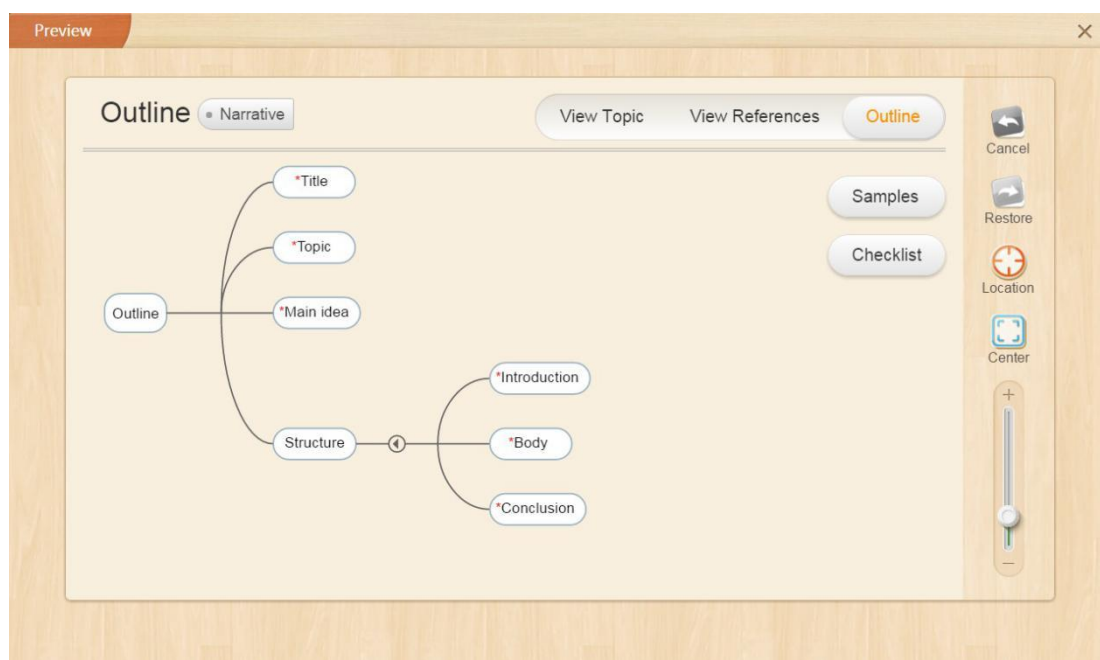 Preview
Outline • Narrative
View Topic View References Outline
Samples
Checklist
Cancel
Restore
Location
Center
Outline
*Title
*Topic
*Main idea
Structure
*Introduction
*Body
*Conclusion